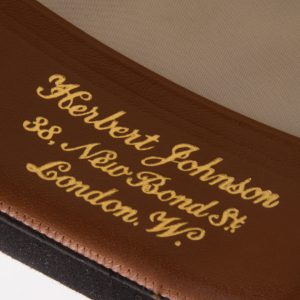 Herbert Johnson
38, New Bond St.
London, W.